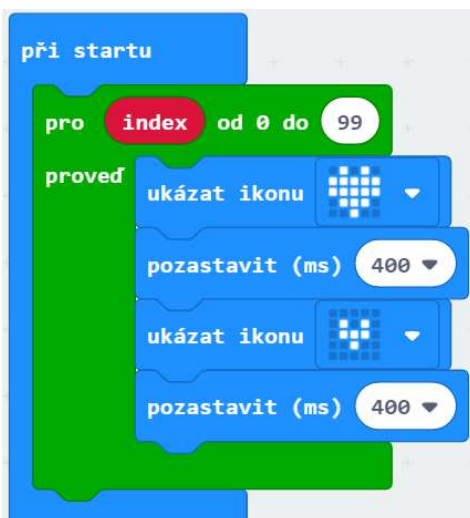 při startu
pro index od 0 do 99
proveď
ukázat ikonu
pozastavit (ms) 400
ukázat ikonu
pozastavit (ms) 400